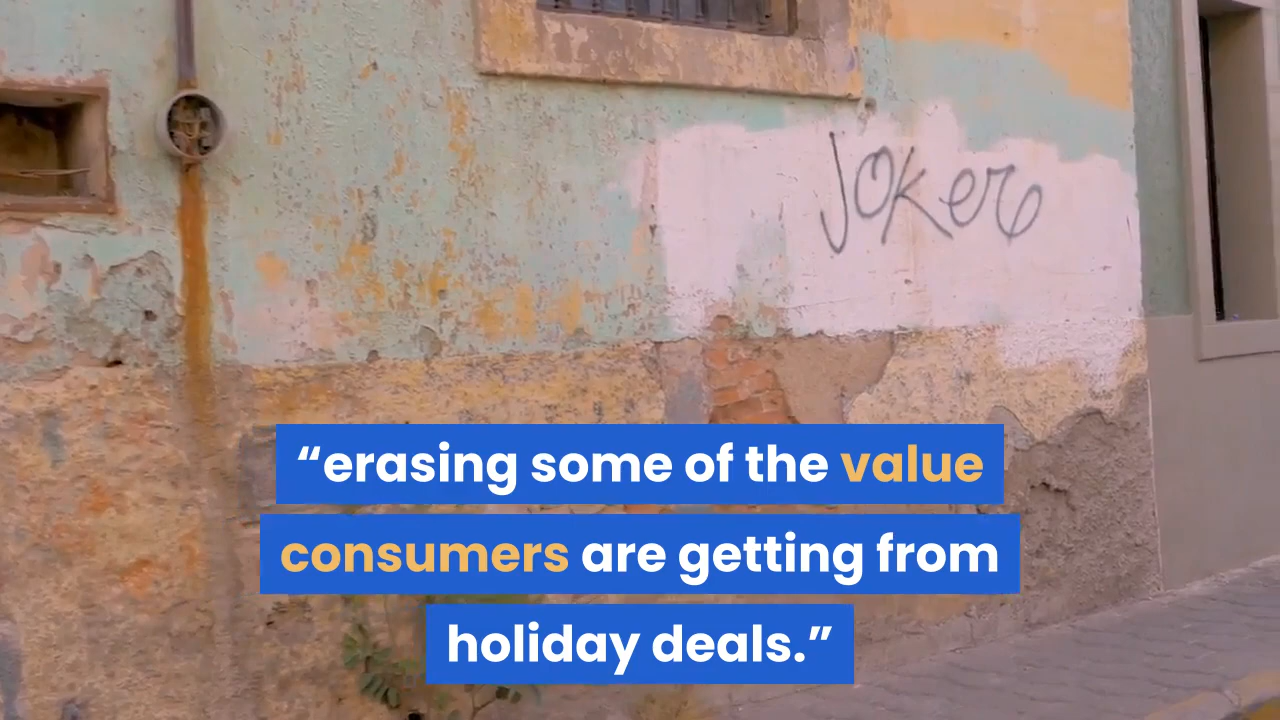 Joker
“erasing some of the value
consumers are getting from
holiday deals.”